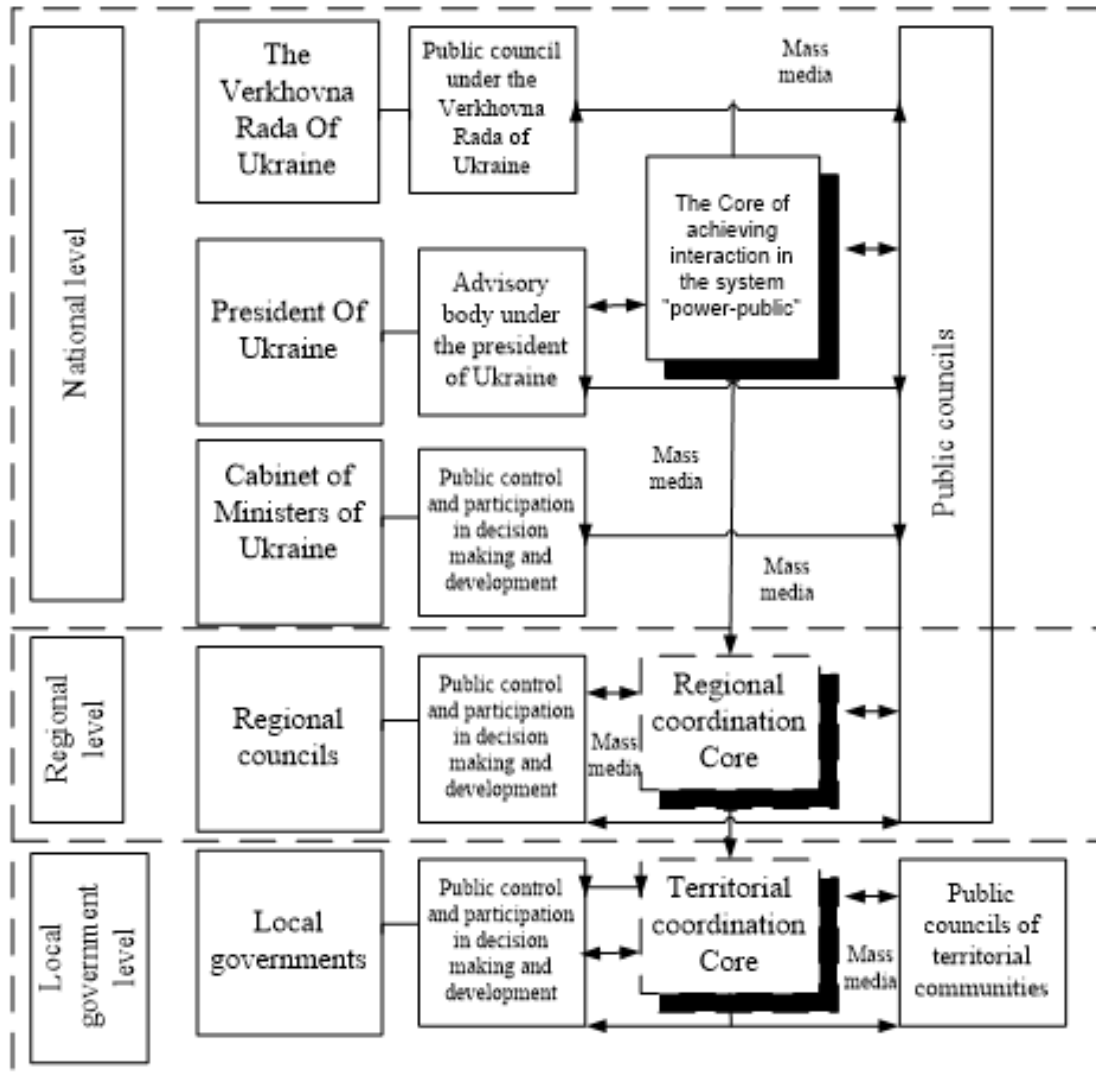 National level
The
Verkhovna
Rada Of
Ukraine
Public council
under the
Verkhovna
Rada of
Ukraine
Mass
media
The Core of
achieving
interaction in
the system
"power-public"
Public councils
President Of
Ukraine
Advisory
body under
the president
of Ukraine
Mass
media
Cabinet of
Ministers of
Ukraine
Public control
and participation
in decision
making and
development
Mass
media
Regional
level
Regional
councils
Public control
and participation
in decision
making and
development
Mass
media
Regional
coordination
Core
Local
government
level
Local
governments
Public control
and participation
in decision
making and
development
Territorial
coordination
Core
Mass
media
Public
councils of
territorial
communities